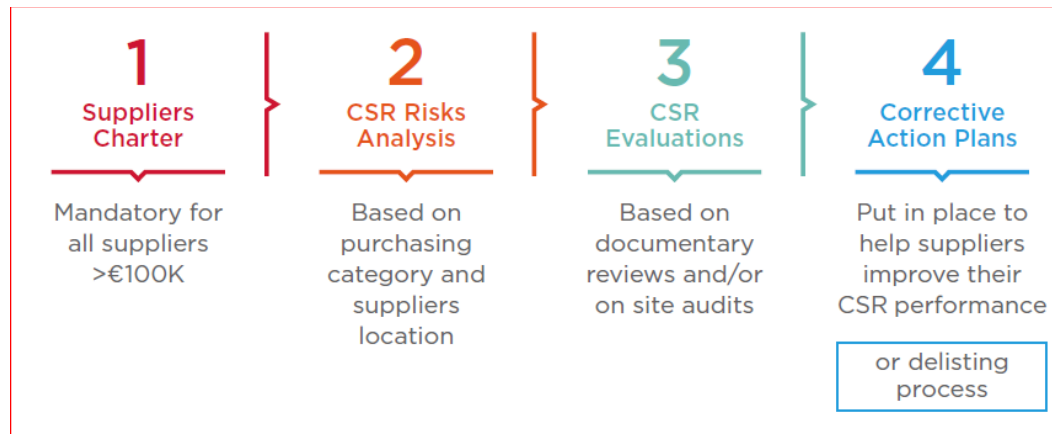 1
Suppliers
Charter
Mandatory for
all suppliers
>€100K
2
CSR Risks
Analysis
Based on
purchasing
category and
suppliers
location
3
CSR
Evaluations
Based on
documentary
reviews and/or
on site audits
4
Corrective
Action Plans
Put in place to
help suppliers
improve their
CSR performance
or delisting
process